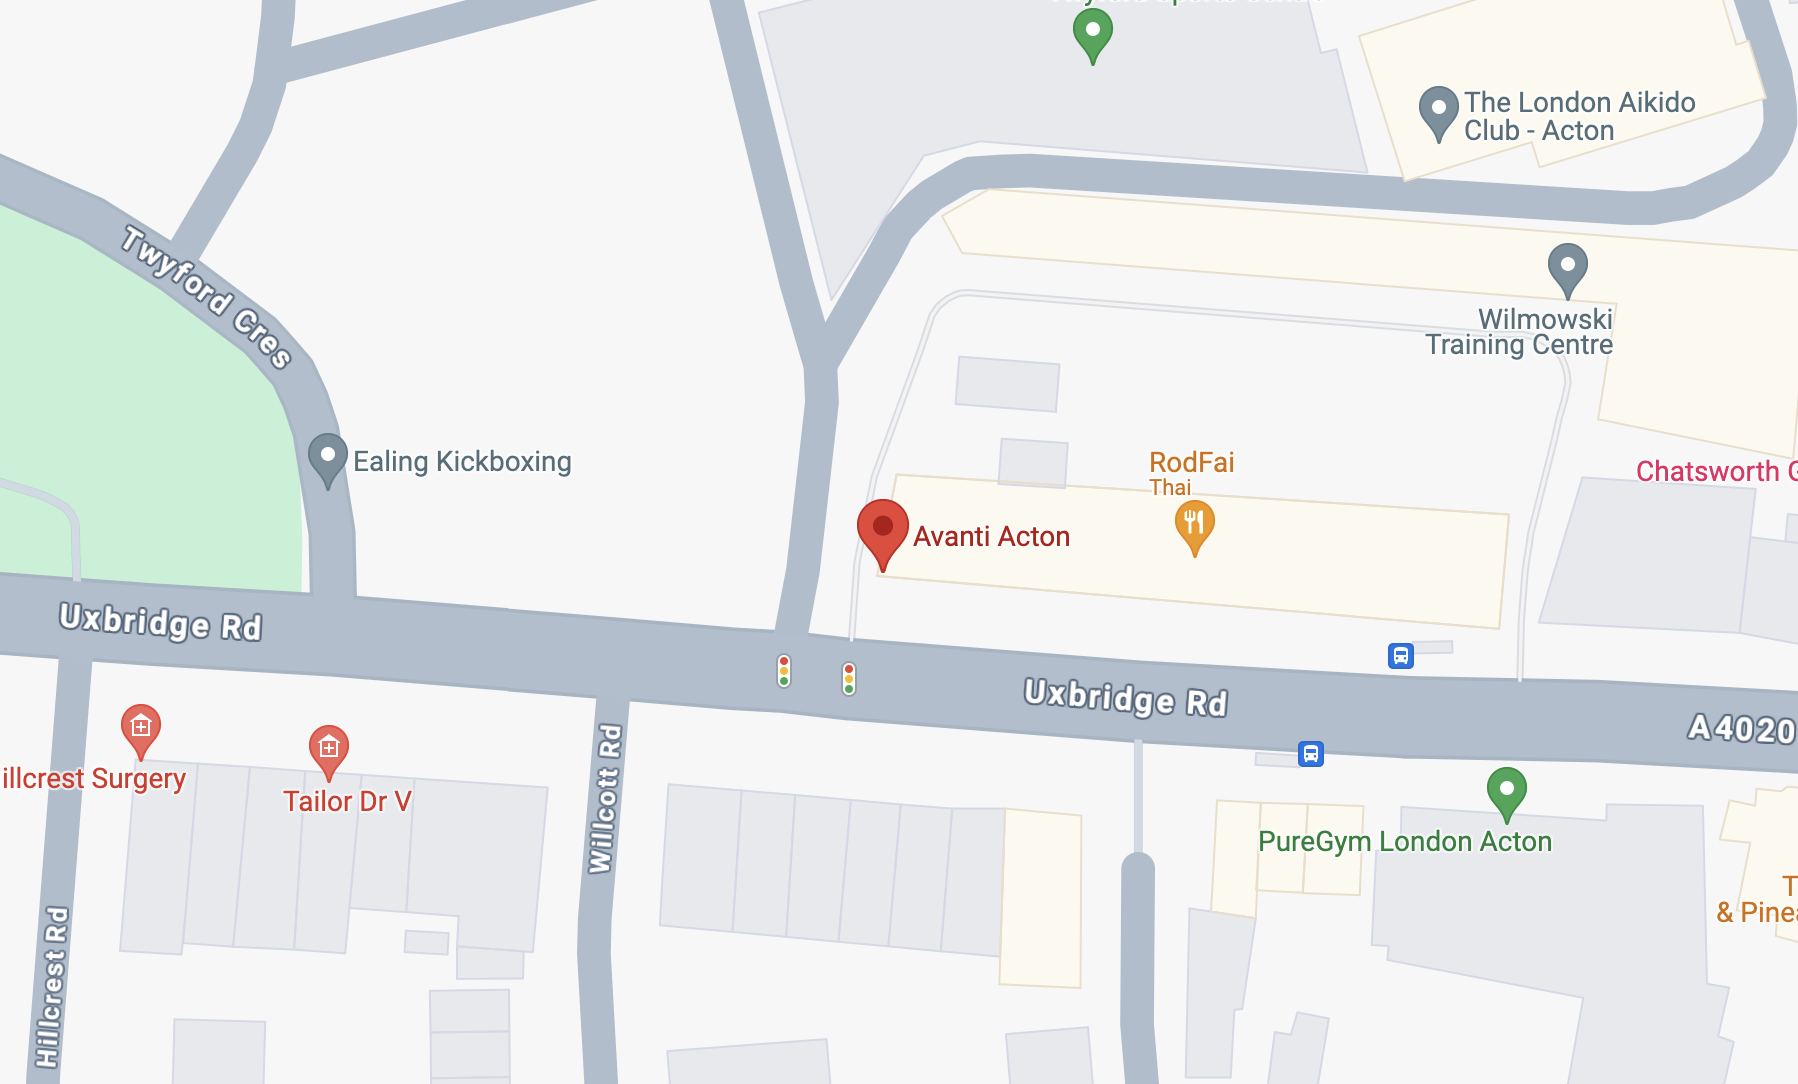 The London Aikido
Club - Acton
Twyford Cres
Wilmowski
Training Centre
Ealing Kickboxing
RodFai
Thai
Chatsworth
Avanti Acton
Uxbridge Rd
Uxbridge Rd
A4020
illcrest Surgery
Tailor Dr V
Willcott Rd
PureGym London Acton
T
& Pinea
Hillcrest Rd